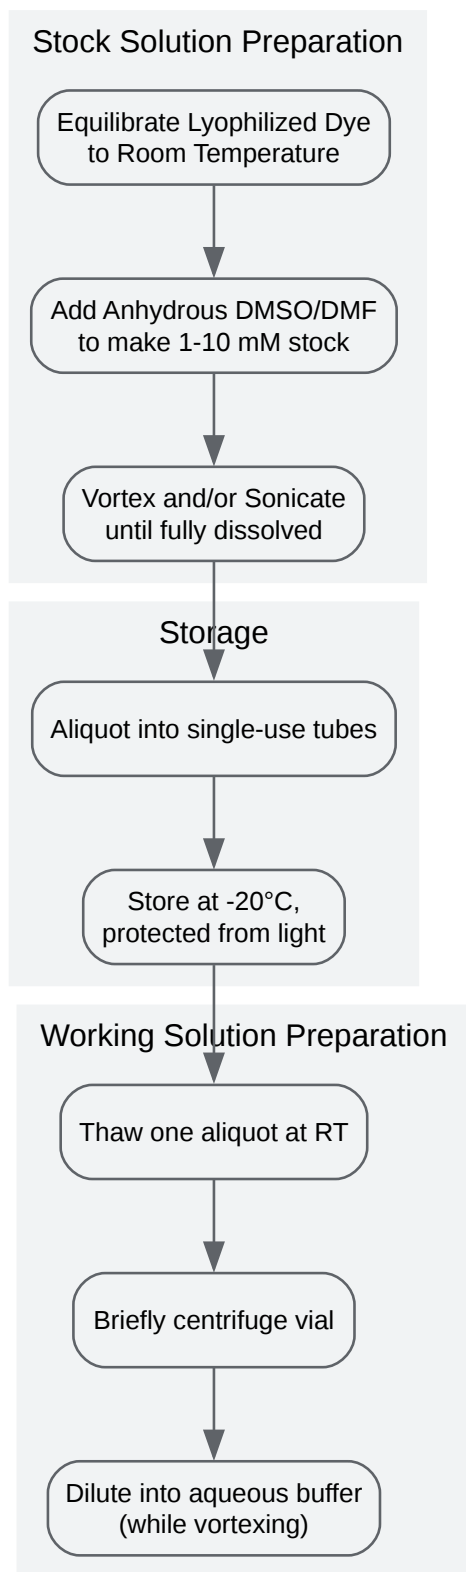 Stock Solution Preparation
Equilibrate Lyophilized Dye
to Room Temperature
Add Anhydrous DMSO/DMF
to make 1-10 mM stock
Vortex and/or Sonicate
until fully dissolved
Storage
Aliquot into single-use tubes
Store at -20°C,
protected from light
Working Solution Preparation
Thaw one aliquot at RT
Briefly centrifuge vial
Dilute into aqueous buffer
(while vortexing)